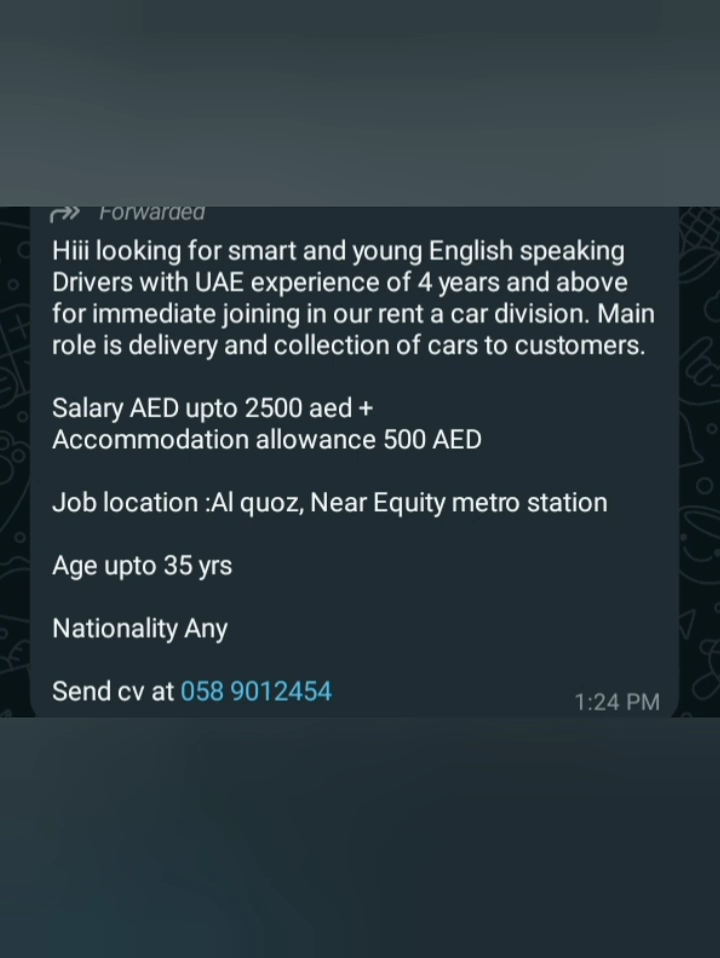 Forwarded
Hiii looking for smart and young English speaking
Drivers with UAE experience of 4 years and above
for immediate joining in our rent a car division. Main
role is delivery and collection of cars to customers.
Salary AED upto 2500 aed +
Accommodation allowance 500 AED
Job location :Al quoz, Near Equity metro station
Age upto 35 yrs
Nationality Any
Send cv at 058 9012454
1:24 PM